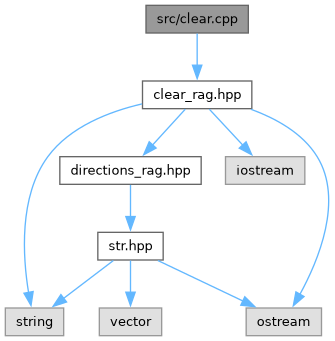 src/clear.cpp
clear_rag.hpp
directions_rag.hpp
iostream
str.hpp
string
vector
ostream